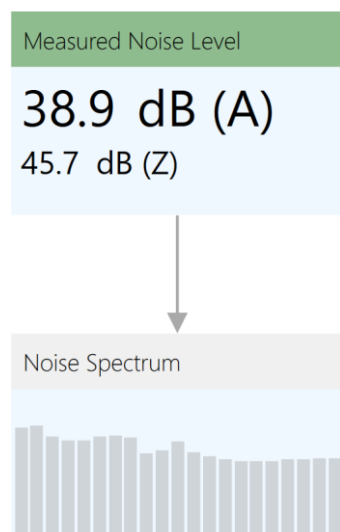 Measured Noise Level
38.9 dB (A)
45.7 dB (Z)
Noise Spectrum